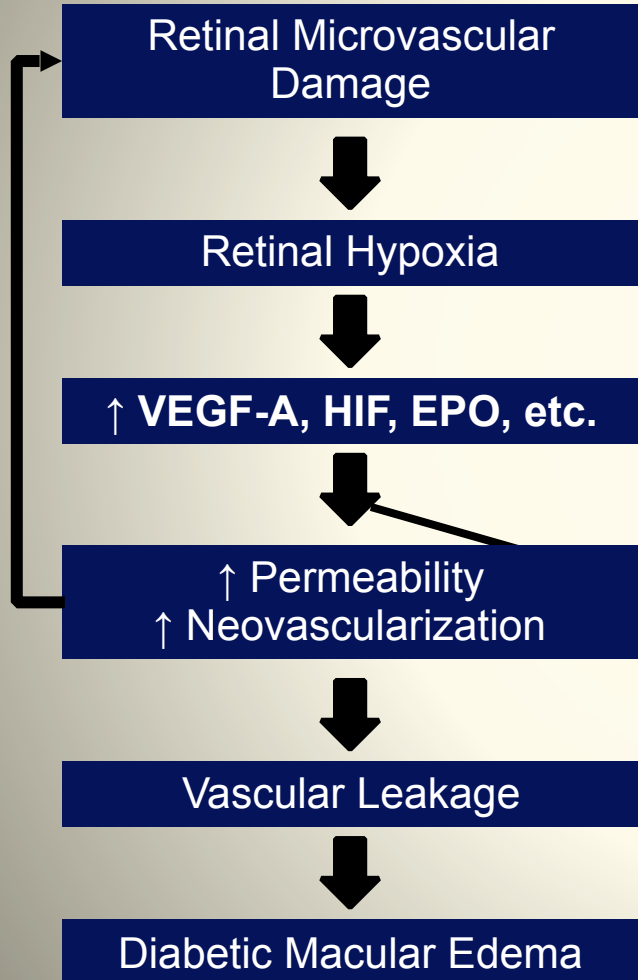 Retinal Microvascular
Damage
Retinal Hypoxia
↑ VEGF-A, HIF, EPO, etc.
↑ Permeability
↑ Neovascularization
Vascular Leakage
Diabetic Macular Edema